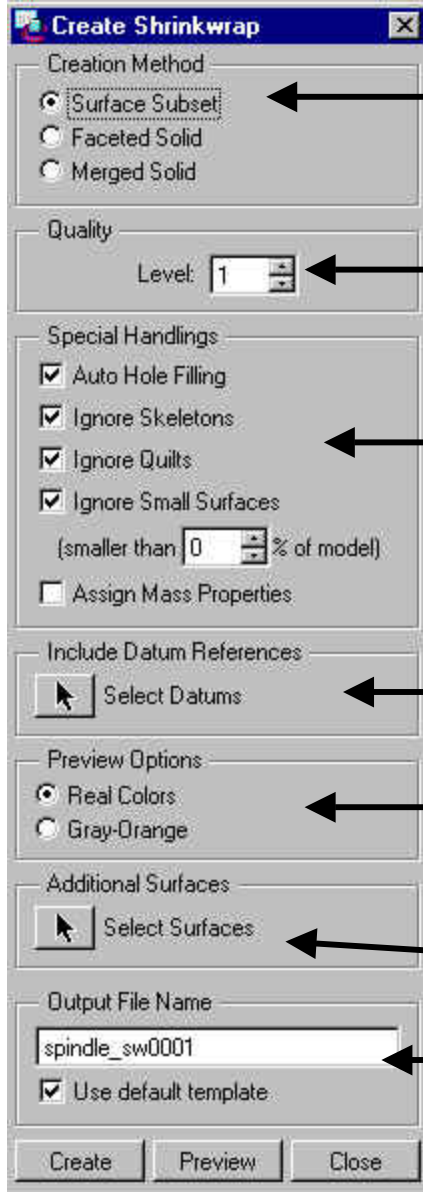 Create Shrinkwrap
Creation Method
Surface Subset
Faceted Solid
Merged Solid
Quality
Level: 1
Special Handlings
Auto Hole Filling
Ignore Skeletons
Ignore Quilts
Ignore Small Surfaces
(smaller than 0 % of model)
Assign Mass Properties
Include Datum References
Select Datums
Preview Options
Real Colors
Gray-Orange
Additional Surfaces
Select Surfaces
Output File Name
spindle_sw0001
Use default template
Create Preview Close